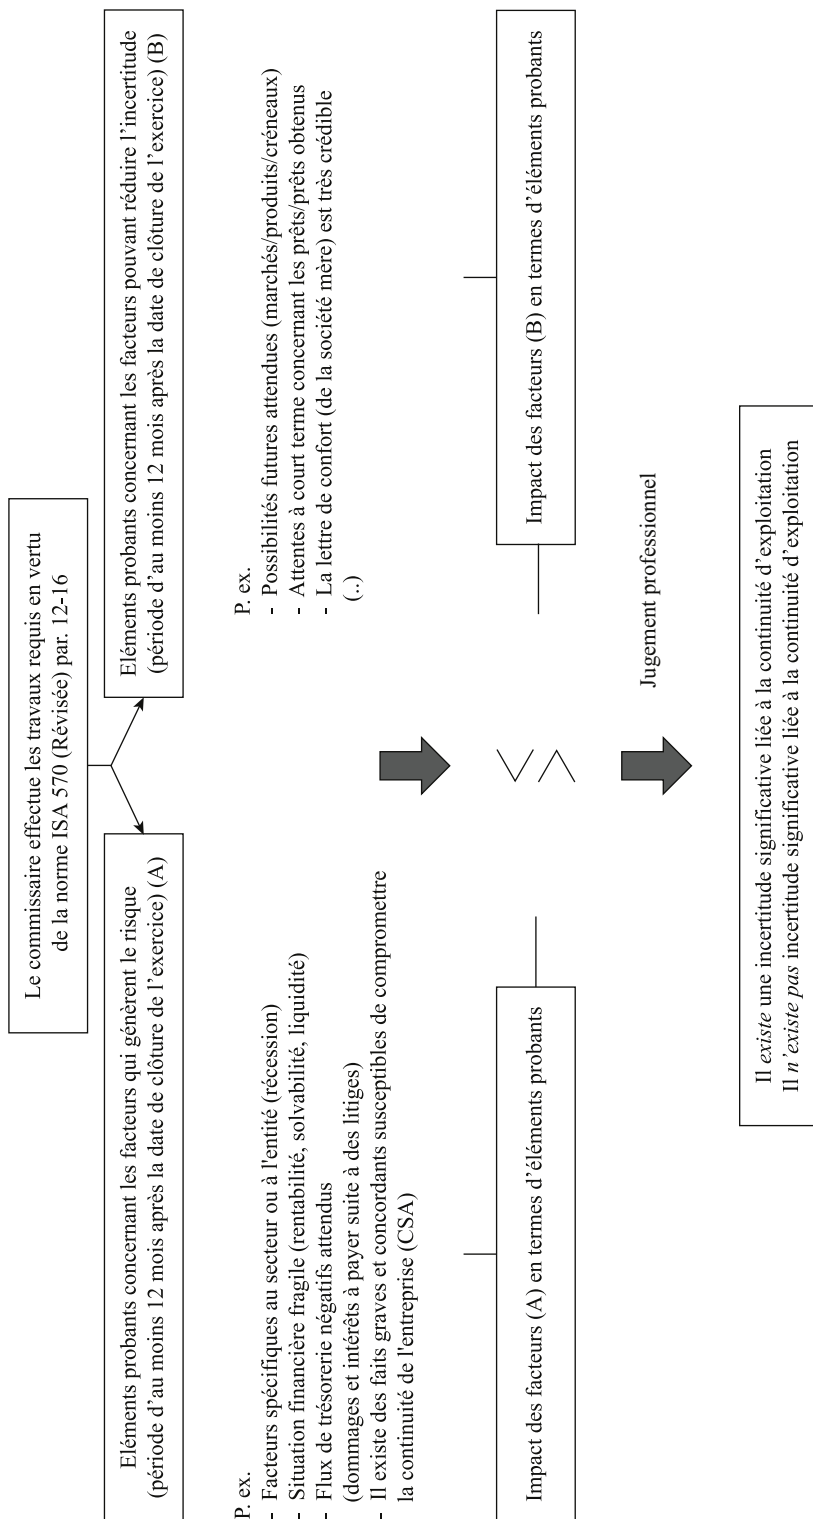 Le commissaire effectue les travaux requis en vertu
de la norme ISA 570 (Révisée) par. 12-16
Eléments probants concernant les facteurs qui génèrent le risque
(période d'au moins 12 mois après la date de clôture de l'exercice) (A)
Eléments probants concernant les facteurs pouvant réduire l'incertitude
(période d'au moins 12 mois après la date de clôture de l'exercice) (B)
P. ex.
- Facteurs spécifiques au secteur ou à l'entité (récession)
- Situation financière fragile (rentabilité, solvabilité, liquidité)
- Flux de trésorerie négatifs attendus
(dommages et intérêts à payer suite à des litiges)
- Il existe des faits graves et concordants susceptibles de compromettre
la continuité de l'entreprise (CSA)
P. ex.
- Possibilités futures attendues (marchés/produits/créneaux)
- Attentes à court terme concernant les prêts/prêts obtenus
- La lettre de confort (de la société mère) est très crédible
(..)
Impact des facteurs (A) en termes d'éléments probants
< >
Impact des facteurs (B) en termes d'éléments probants
Jugement professionnel
Il existe une incertitude significative liée à la continuité d'exploitation
Il n'existe pas incertitude significative liée à la continuité d'exploitation